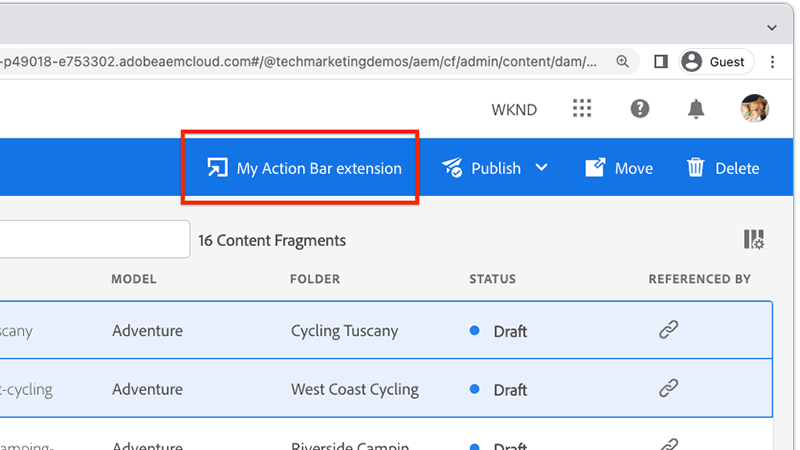 -p49018-e753302.adobeaemcloud.com#/@techmarketingdemos/aem/cf/admin/content/dam/... Guest
WKND
My Action Bar extension Publish Move Delete
16 Content Fragments
MODEL FOLDER STATUS REFERENCED BY
scany Adventure Cycling Tuscany Draft
t-cycling Adventure West Coast Cycling Draft
amping- Adventure Riverside Campin Draft